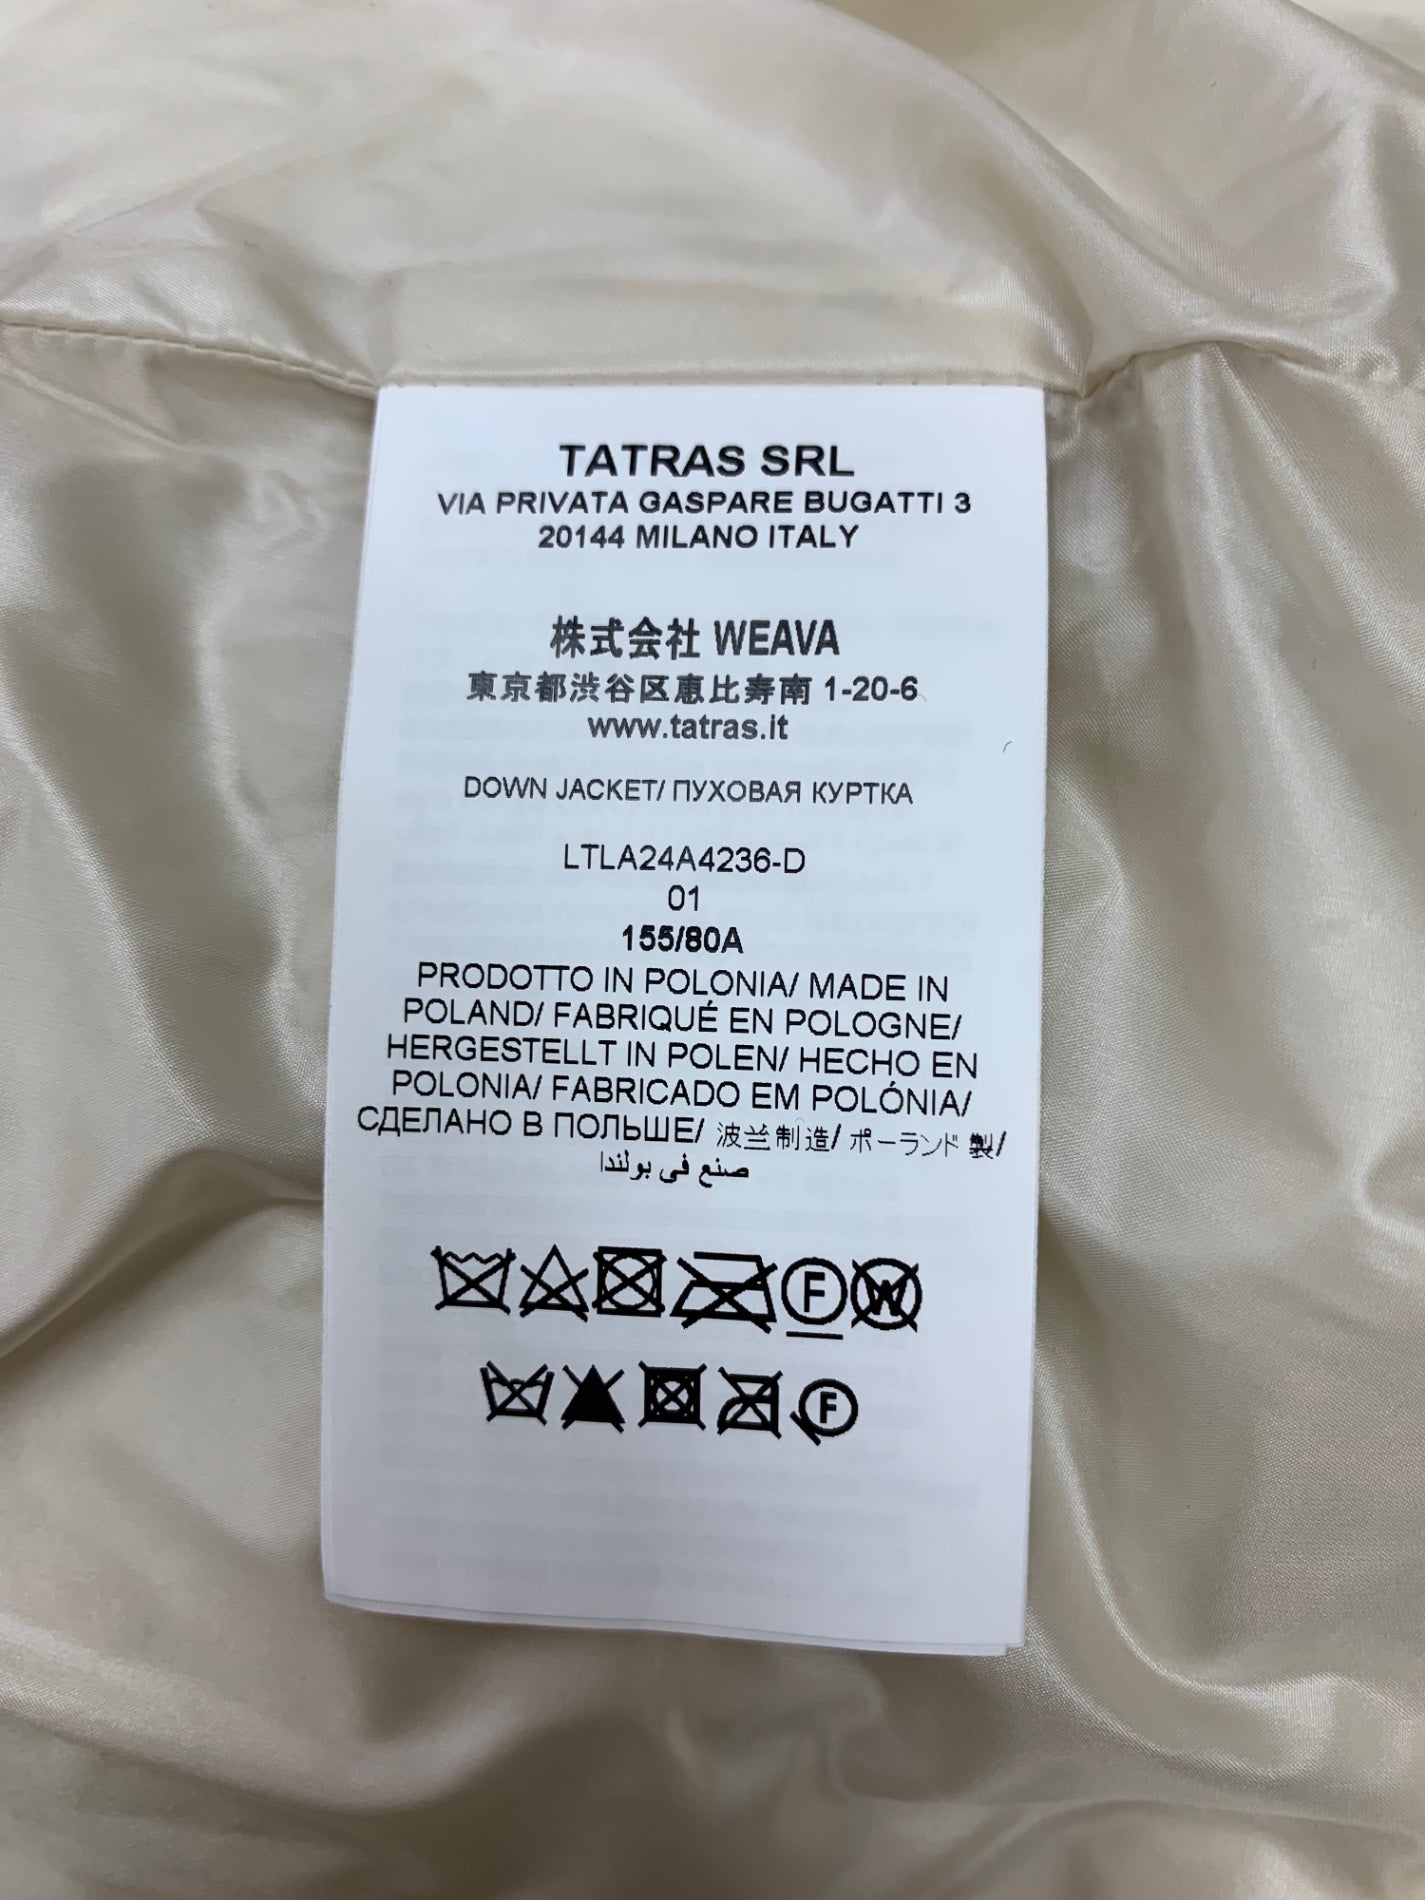 TATRAS SRL
VIA PRIVATA GASPARE BUGATTI 3
20144 MILANO ITALY
株式会社 WEAVA
東京都渋谷区恵比寿南 1-20-6
www.tatras.it
DOWN JACKET/ ПУХОВАЯ КУРТКА
LTLA24A4236-D
01
155/80A
PRODOTTO IN POLONIA/ MADE IN
POLAND/ FABRIQUÉ EN POLOGNE/
HERGESTELLT IN POLEN/ HECHO EN
POLONIA/ FABRICADO EM POLÓNIA/
СДЕЛАНО В ПОЛЬШЕ/ 波兰制造/ ポーランド 製/
صنع في بولندا
F W
F